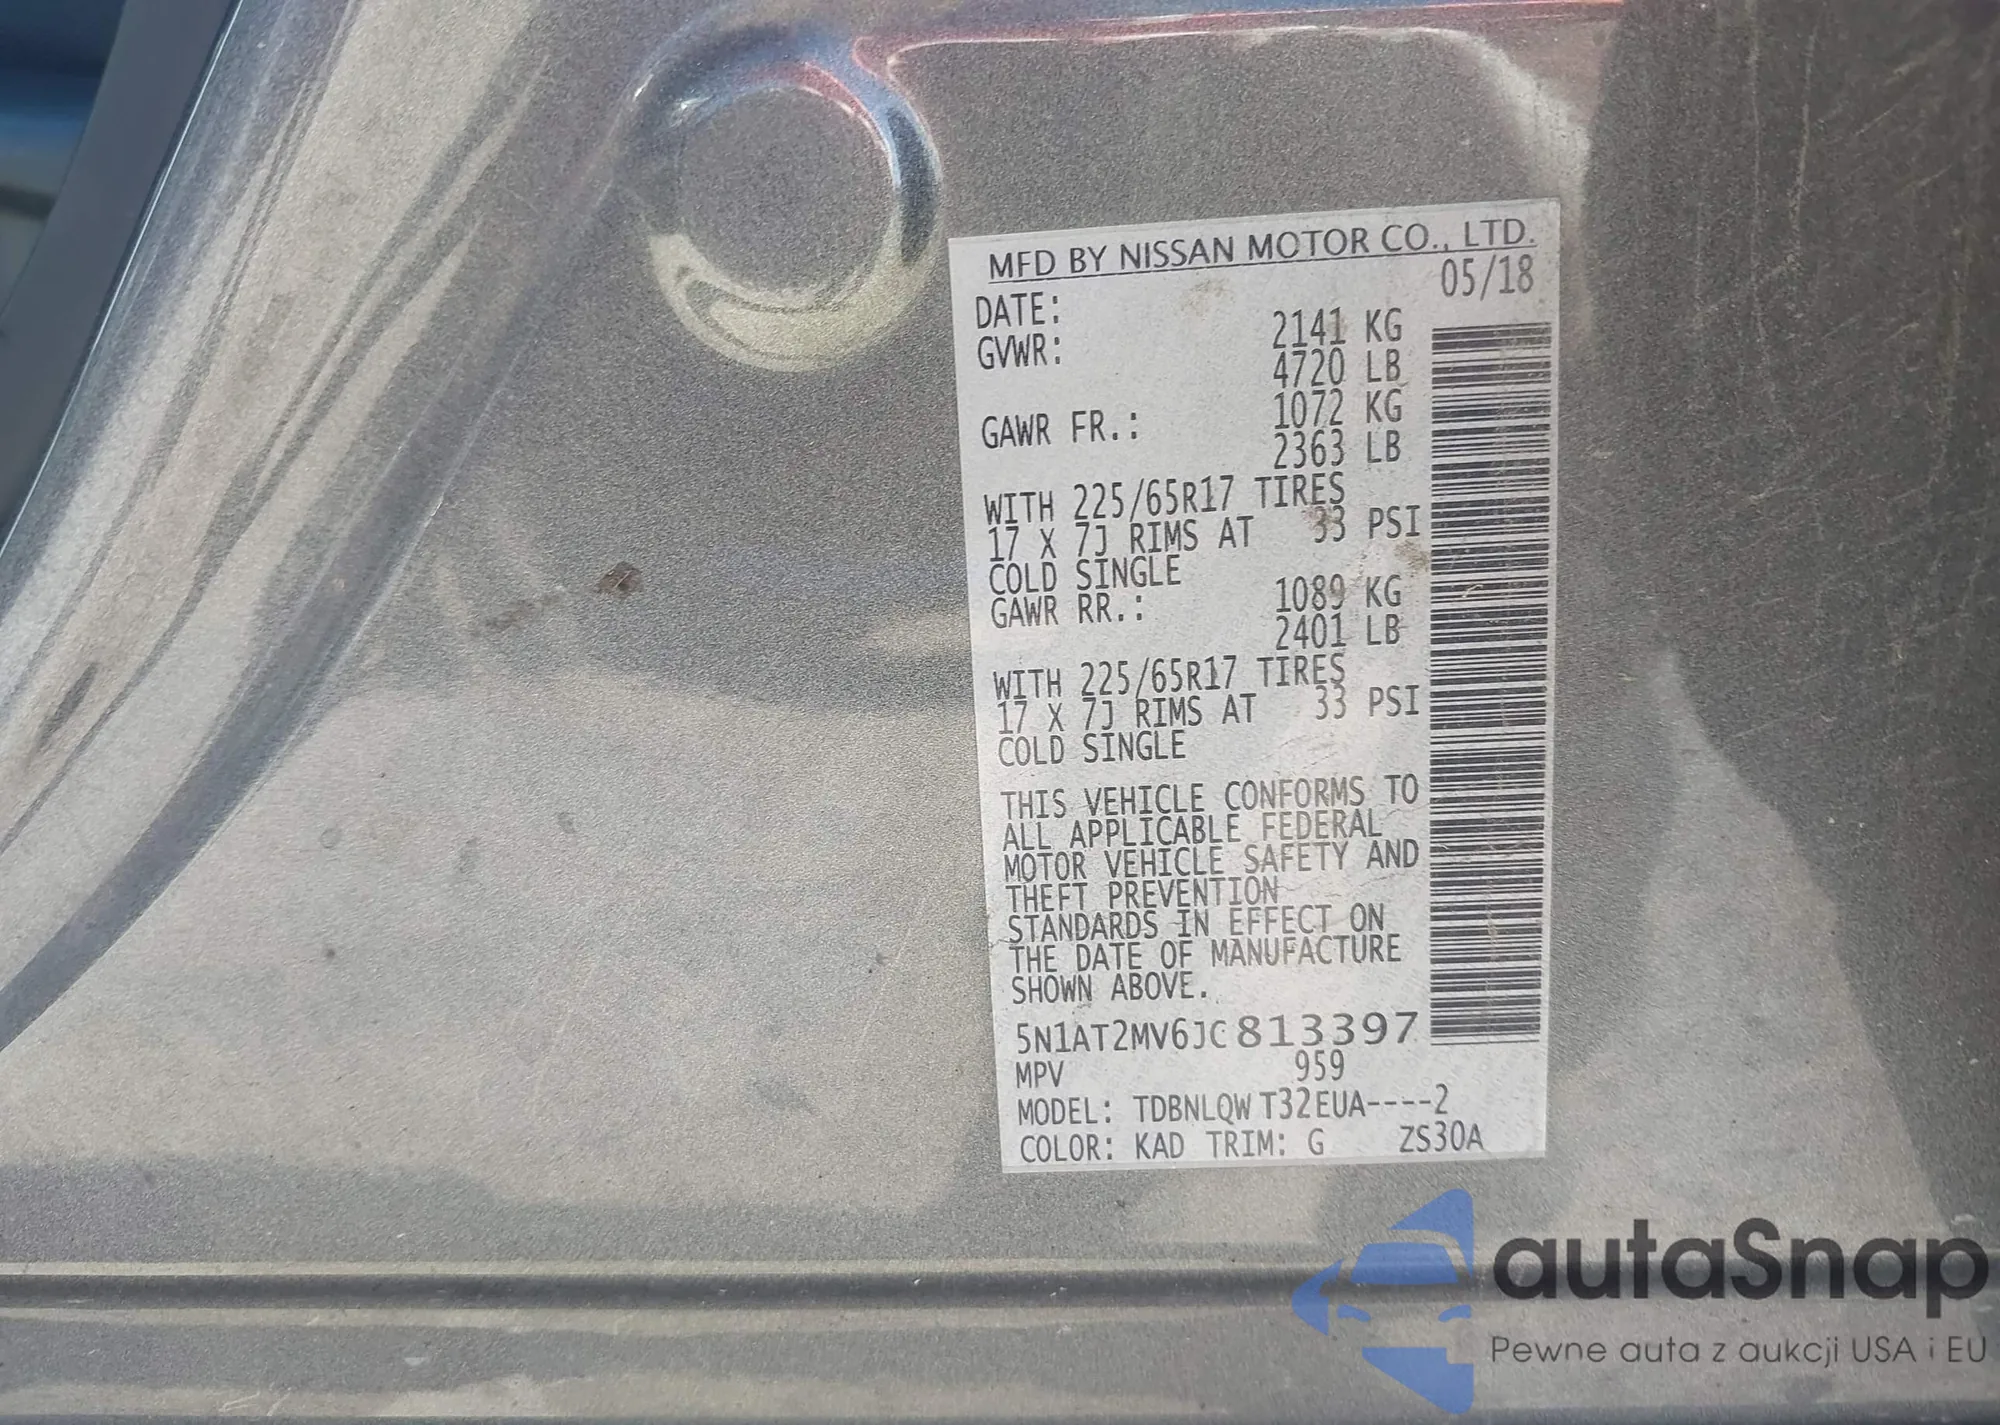 MFD BY NISSAN MOTOR CO., LTD.
DATE: 05/18
GVWR: 2141 KG
4720 LB
GAWR FR.: 1072 KG
2363 LB
WITH 225/65R17 TIRES
17 X 7J RIMS AT 33 PSI
COLD SINGLE
GAWR RR.: 1089 KG
2401 LB
WITH 225/65R17 TIRES
17 X 7J RIMS AT 33 PSI
COLD SINGLE
THIS VEHICLE CONFORMS TO
ALL APPLICABLE FEDERAL
MOTOR VEHICLE SAFETY AND
THEFT PREVENTION
STANDARDS IN EFFECT ON
THE DATE OF MANUFACTURE
SHOWN ABOVE.
5N1AT2MV6JC813397
MPV 959
MODEL: TDBNLQW T32EUA----2
COLOR: KAD TRIM: G ZS30A
autaSnap
Pewne auta z aukcji USA i EU